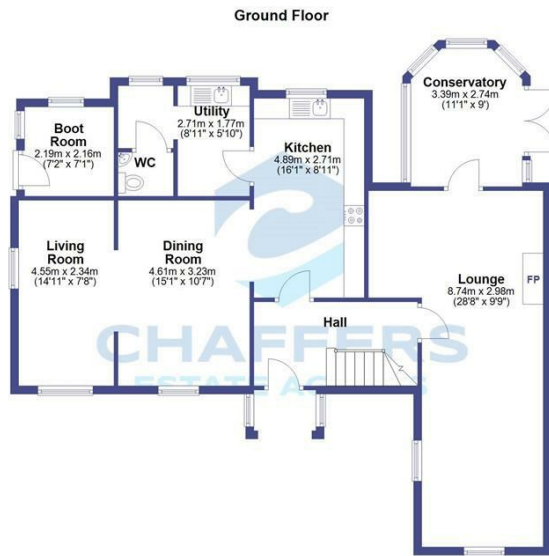 Ground Floor
Conservatory
3.39m x 2.74m
(11'1" x 9')
Utility
2.71m x 1.77m
(8'11" x 5'10")
Boot
Room
2.19m x 2.16m
(7'2" x 7'1")
WC
Kitchen
4.89m x 2.71m
(16'1" x 8'11")
Living
Room
4.55m x 2.34m
(14'11" x 7'8")
Dining
Room
4.61m x 3.23m
(15'1" x 10'7")
Lounge
8.74m x 2.98m
(28'8" x 9'9")
FP
Hall
CHAFFERS
ESTATE AGENTS